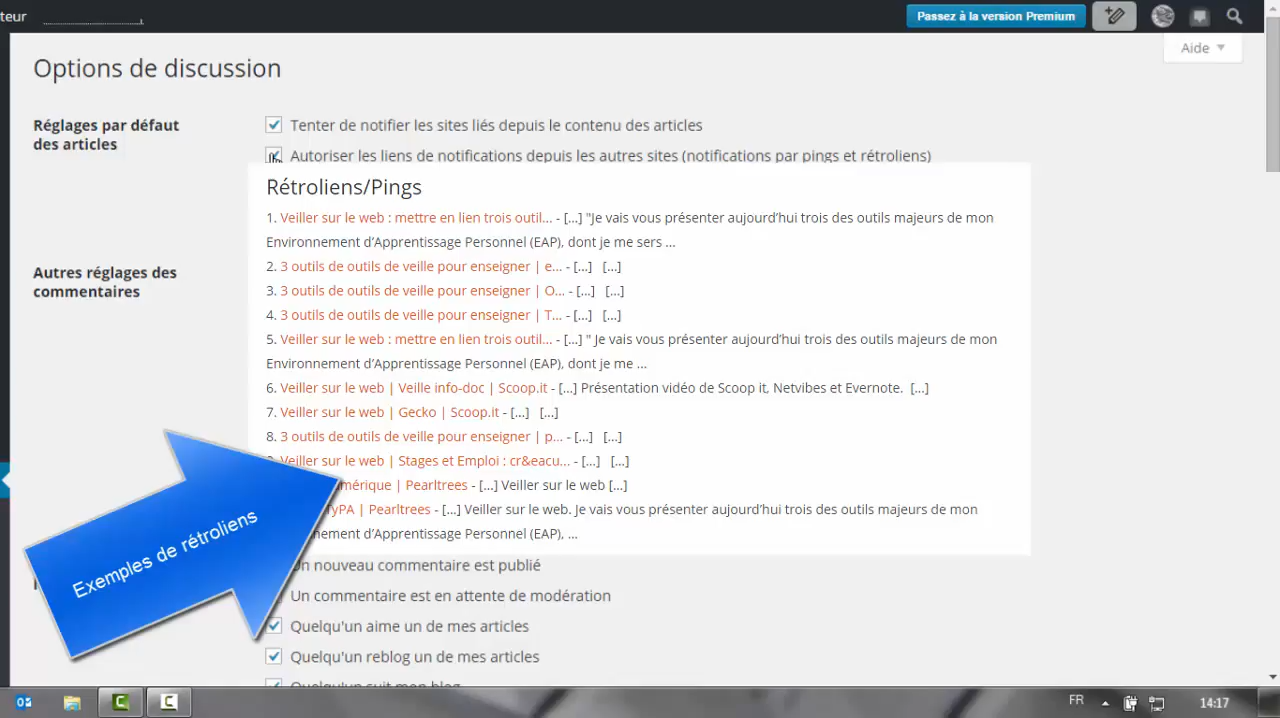 teur
Passez à la version Premium
Aide
Options de discussion
Réglages par défaut
des articles
Tenter de notifier les sites liés depuis le contenu des articles
Autoriser les liens de notifications depuis les autres sites (notifications par pings et rétroliens)
Autres réglages des
commentaires
Rétroliens/Pings
1. Veiller sur le web : mettre en lien trois outil... - [...] "Je vais vous présenter aujourd'hui trois des outils majeurs de mon
Environnement d'Apprentissage Personnel (EAP), dont je me sers ...
2. 3 outils de outils de veille pour enseigner | e... - [...] [...]
3. 3 outils de outils de veille pour enseigner | O... - [...] [...]
4. 3 outils de outils de veille pour enseigner | T... - [...] [...]
5. Veiller sur le web : mettre en lien trois outil... - [...] " Je vais vous présenter aujourd'hui trois des outils majeurs de mon
Environnement d'Apprentissage Personnel (EAP), dont je me ...
6. Veiller sur le web | Veille info-doc | Scoop.it - [...] Présentation vidéo de Scoop it, Netvibes et Evernote. [...]
7. Veiller sur le web | Gecko | Scoop.it - [...] [...]
8. 3 outils de outils de veille pour enseigner | p... - [...] [...]
Veiller sur le web | Stages et Emploi : cr&eacu... - [...] [...]
mérique | Pearltrees - [...] Veiller sur le web [...]
TyPA | Pearltrees - [...] Veiller sur le web. Je vais vous présenter aujourd'hui trois des outils majeurs de mon
nement d'Apprentissage Personnel (EAP), ...
Exemples de rétroliens
Un nouveau commentaire est publié
Un commentaire est en attente de modération
Quelqu'un aime un de mes articles
Quelqu'un reblog un de mes articles
Quelqu'un suit mon blog
FR
14:17